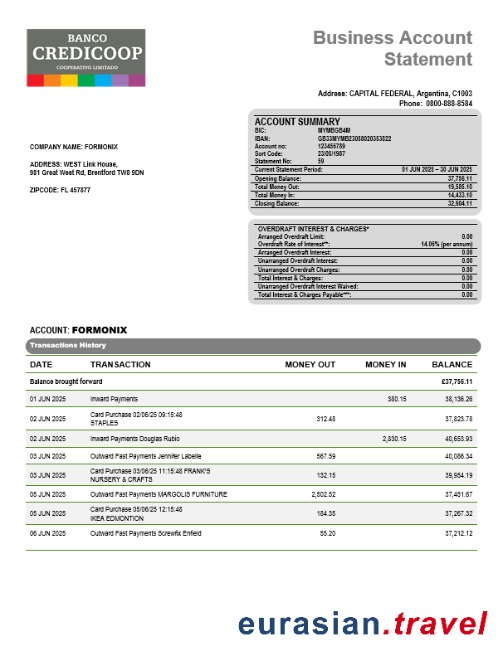 BANCO
CREDICOOP
COOPERATIVO LIMITADO
Business Account
Statement
Address: CAPITAL FEDERAL, Argentina, C1003
Phone: 0800-888-8584
COMPANY NAME: FORMONIX
ADDRESS: WEST Link House,
981 Great West Rd, Brentford TW8 9DN
ZIPCODE: FL 457877
ACCOUNT SUMMARY
BIC: MYMBGB4M
IBAN: GB33MYMB23058020353822
Account no: 123456789
Sort Code: 23/05/1987
Statement No: 59
Current Statement Period: 01 JUN 2025 – 30 JUN 2025
Opening Balance: 37,756.11
Total Money Out: 19,585.10
Total Money In: 14,433.10
Closing Balance: 32,604.11
OVERDRAFT INTEREST & CHARGES*
Arranged Overdraft Limit: 0.00
Overdraft Rate of Interest**: 14.05% (per annum)
Arranged Overdraft Interest: 0.00
Unarranged Overdraft Interest: 0.00
Unarranged Overdraft Charges: 0.00
Total Interest & Charges: 0.00
Unarranged Overdraft Interest Waived: 0.00
Total Interest & Charges Payable***: 0.00
ACCOUNT: FORMONIX
Transactions History
DATE TRANSACTION MONEY OUT MONEY IN BALANCE
Balance brought forward £37,756.11
01 JUN 2025 Inward Payments 380.15 38,136.26
02 JUN 2025 Card Purchase 02/06/25 09:15:48 312.48 37,823.78
STAPLES
02 JUN 2025 Inward Payments Douglas Rubio 2,830.15 40,653.93
03 JUN 2025 Outward Fast Payments Jennifer Labelle 567.59 40,086.34
03 JUN 2025 Card Purchase 03/06/25 11:15:48 FRANK'S 132.15 39,954.19
NURSERY & CRAFTS
05 JUN 2025 Outward Fast Payments MARGOLIS FURNITURE 2,502.52 37,451.67
05 JUN 2025 Card Purchase 05/06/25 12:15:48 184.35 37,267.32
IKEA EDMONTION
06 JUN 2025 Outward Fast Payments Screwfix Enfield 55.20 37,212.12
eurasian.travel